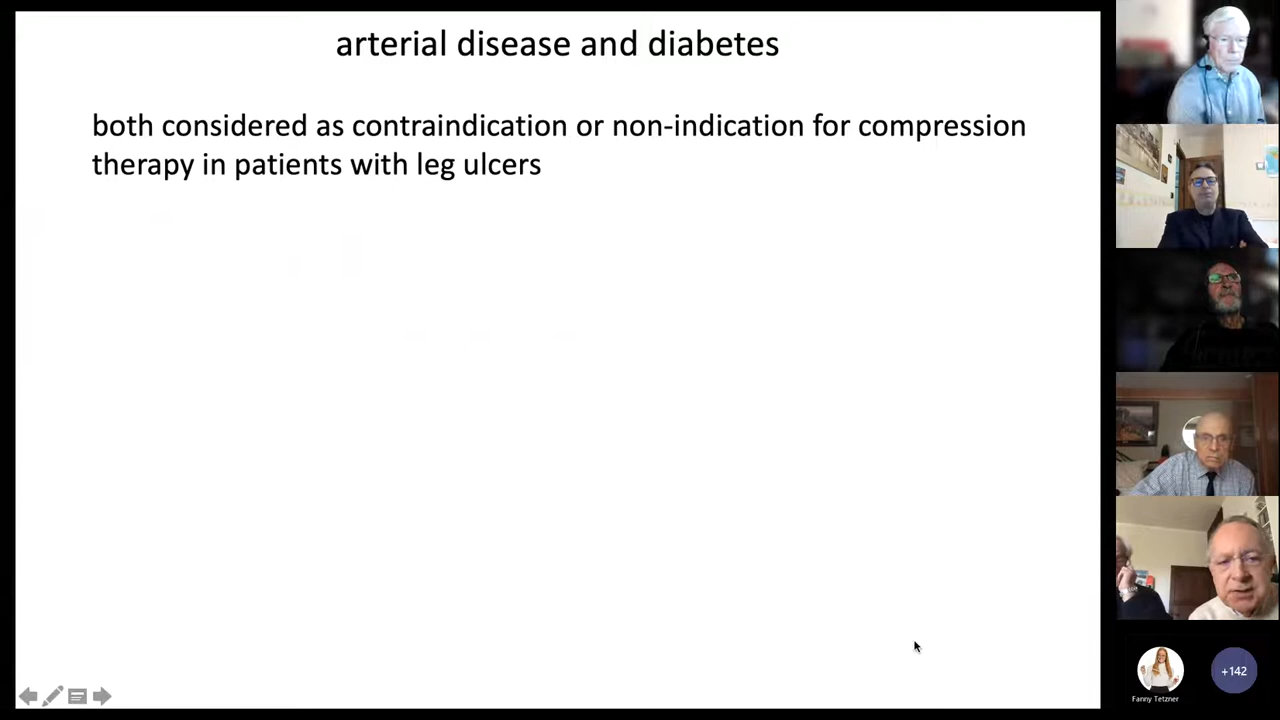 arterial disease and diabetes
both considered as contraindication or non-indication for compression
therapy in patients with leg ulcers
Fanny Tetzner
+142